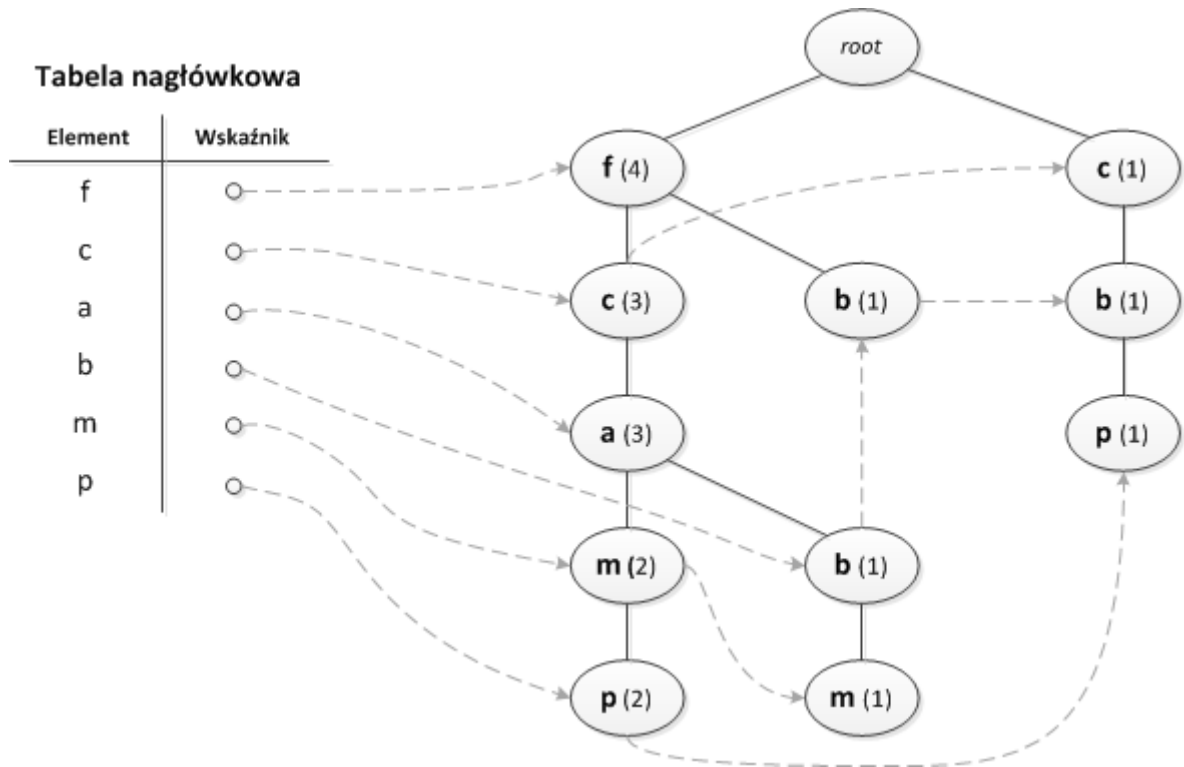 root
Tabela nagłówkowa
Element Wskaźnik
f
c
a
b
m
p
f (4)
c (1)
c (3)
b (1)
b (1)
a (3)
p (1)
m (2)
b (1)
p (2)
m (1)